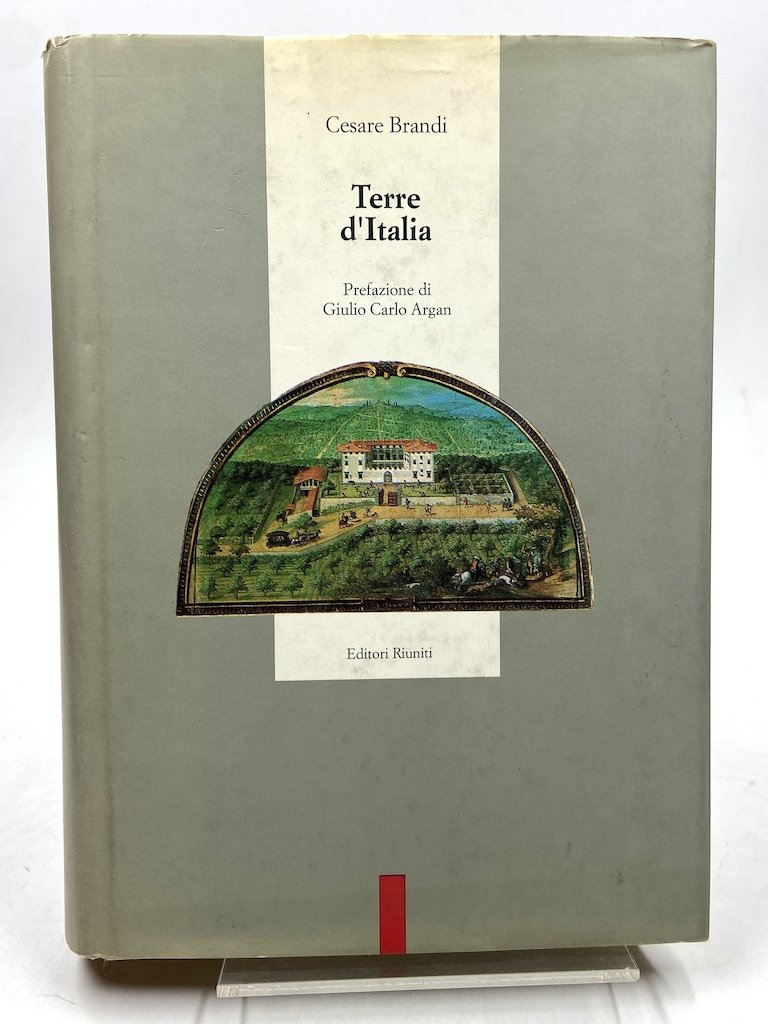 Cesare Brandi
Terre
d'Italia
Prefazione di
Giulio Carlo Argan
Editori Riuniti